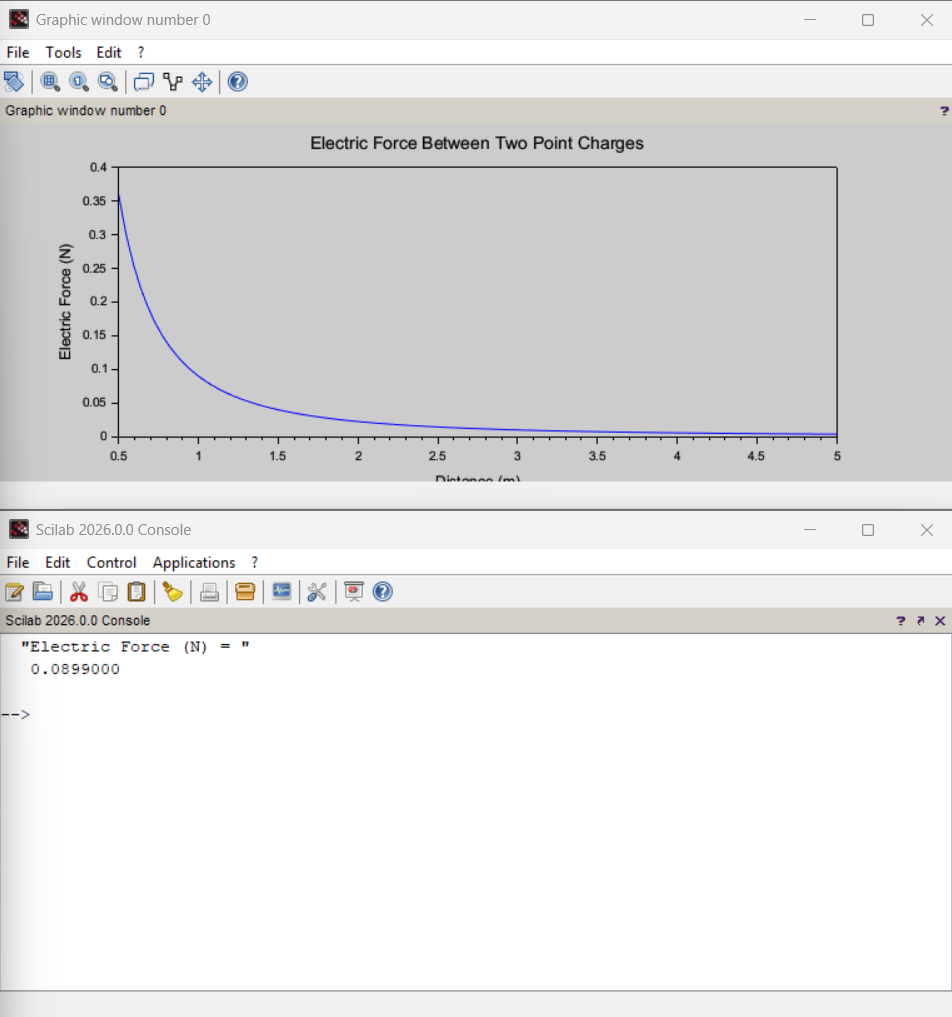 Graphic window number 0
File Tools Edit ?
Graphic window number 0 ?
Electric Force Between Two Point Charges
0.4
0.35
0.3
0.25
0.2
0.15
0.1
0.05
0
Electric Force (N)
0.5 1 1.5 2 2.5 3 3.5 4 4.5 5
Distance (m)
Scilab 2026.0.0 Console
File Edit Control Applications ?
Scilab 2026.0.0 Console ?
"Electric Force (N) = "
0.0899000
-->